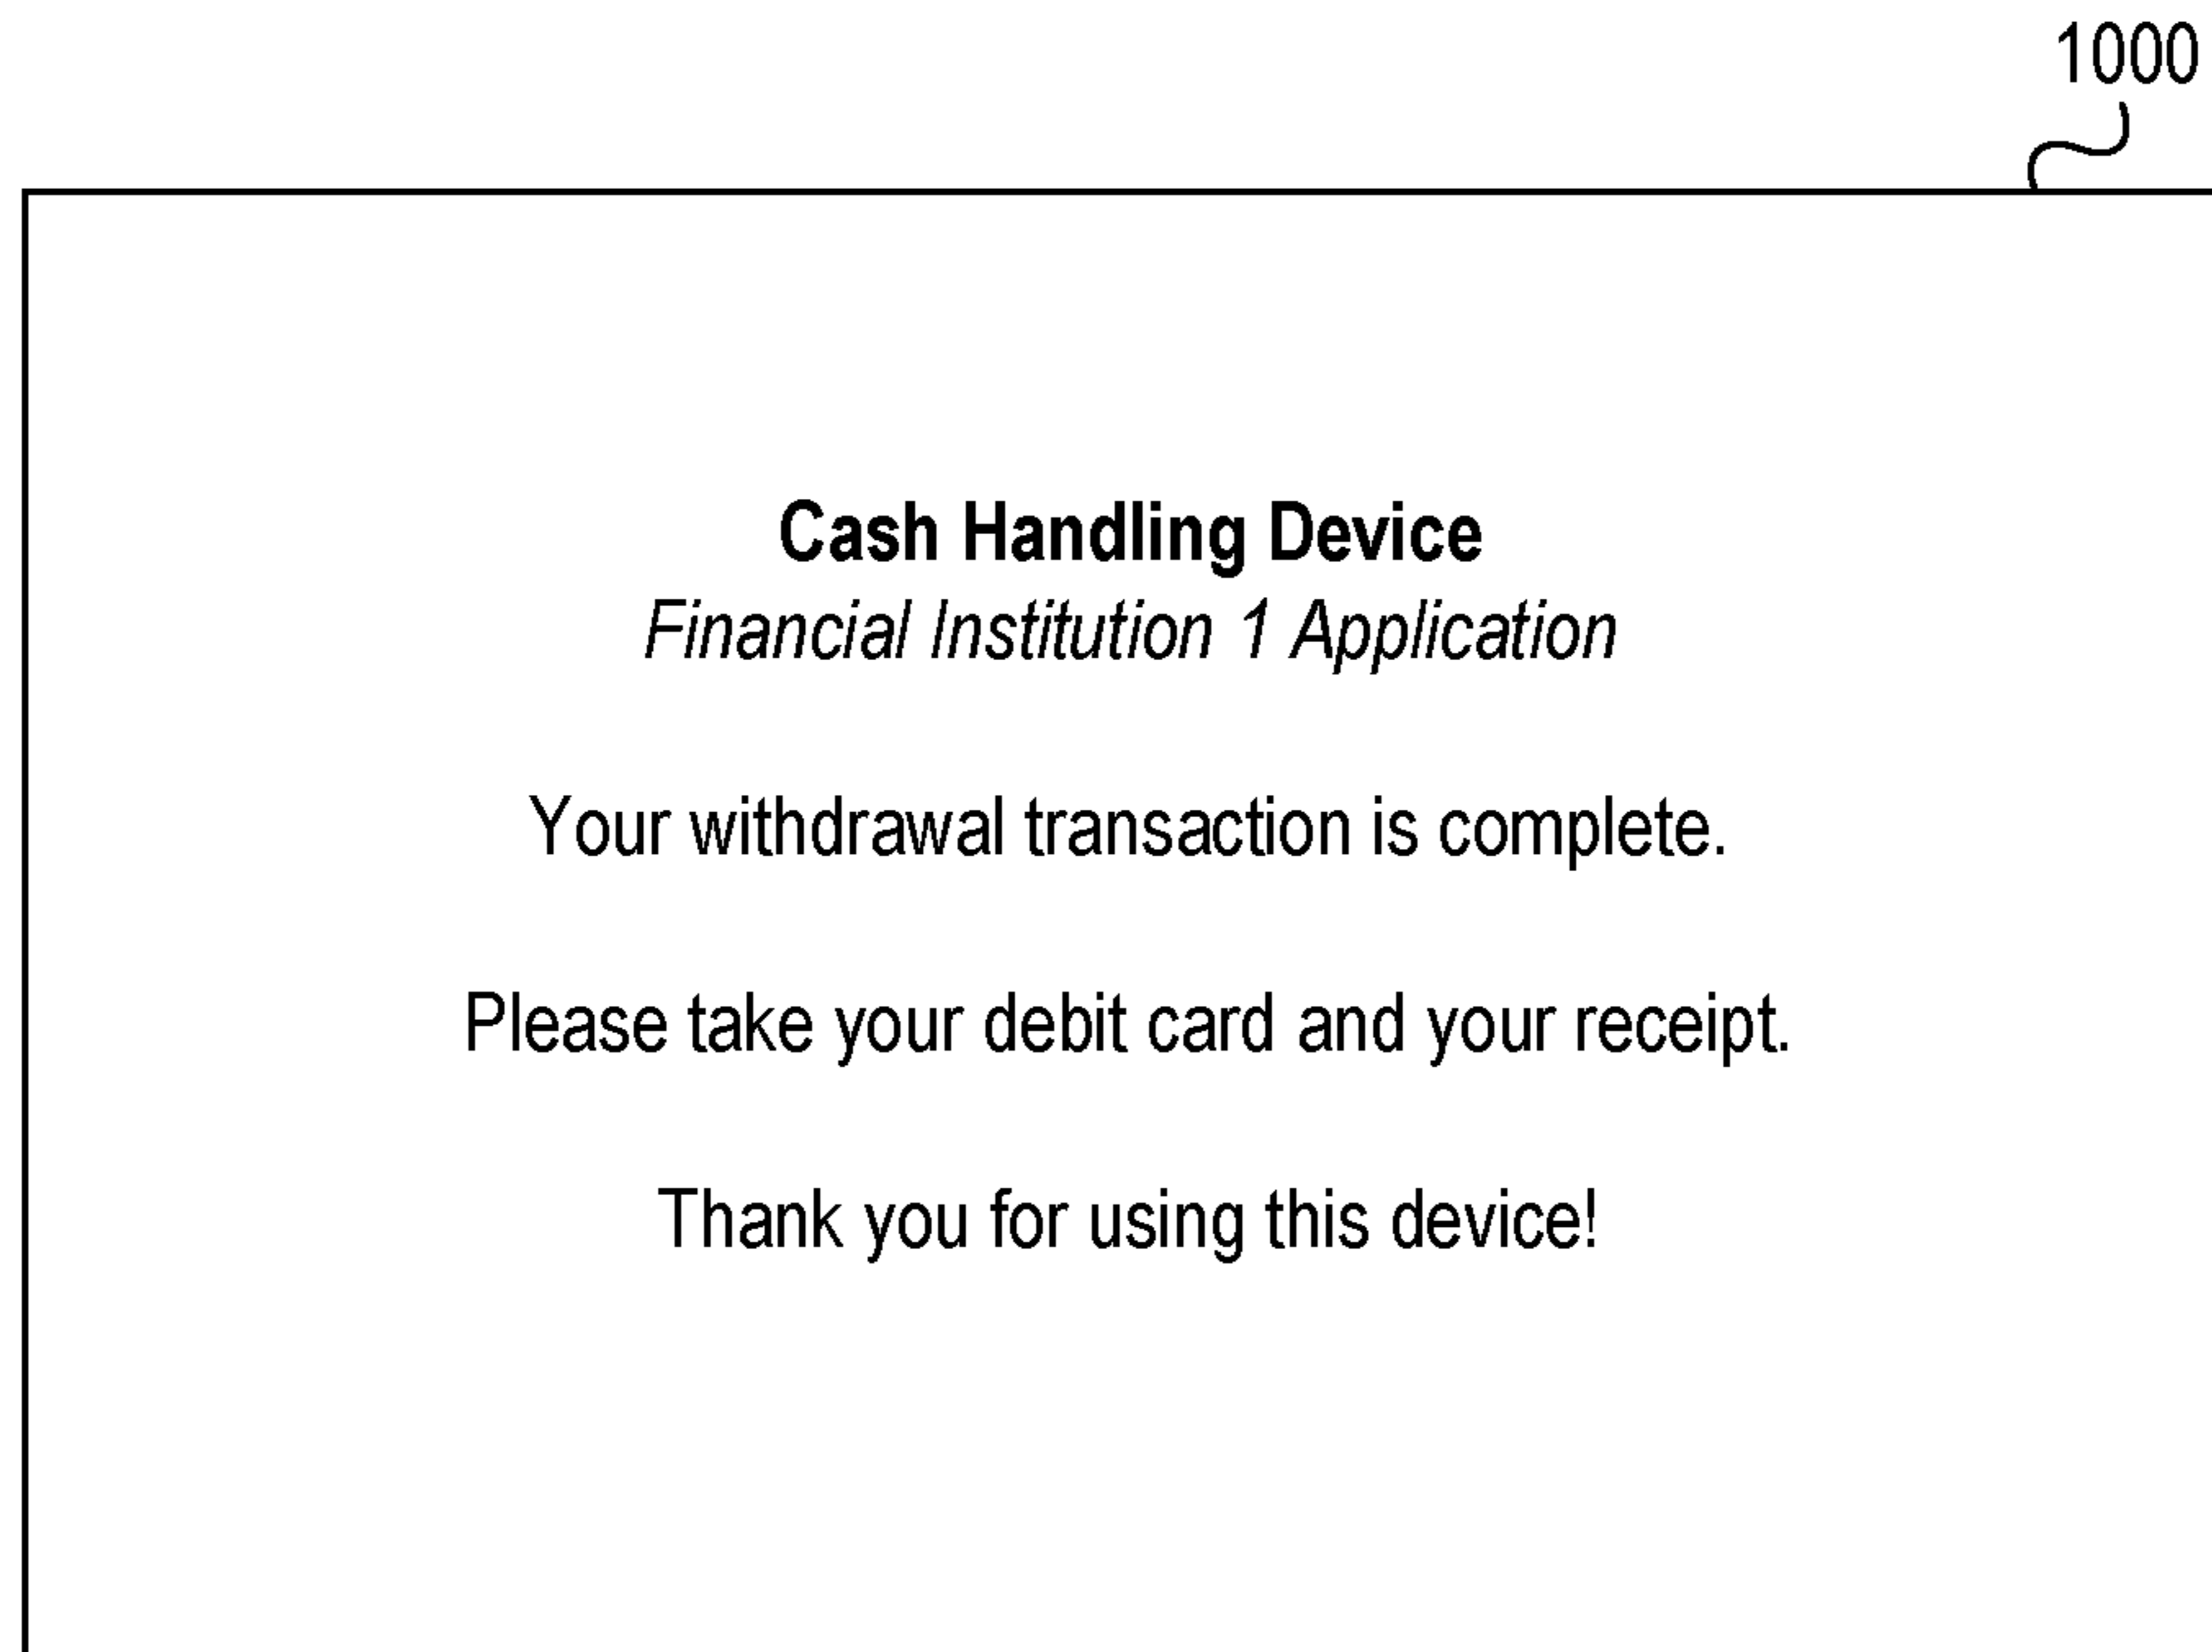 1000
Cash Handling Device
Financial Institution 1 Application
Your withdrawal transaction is complete.
Please take your debit card and your receipt.
Thank you for using this device!